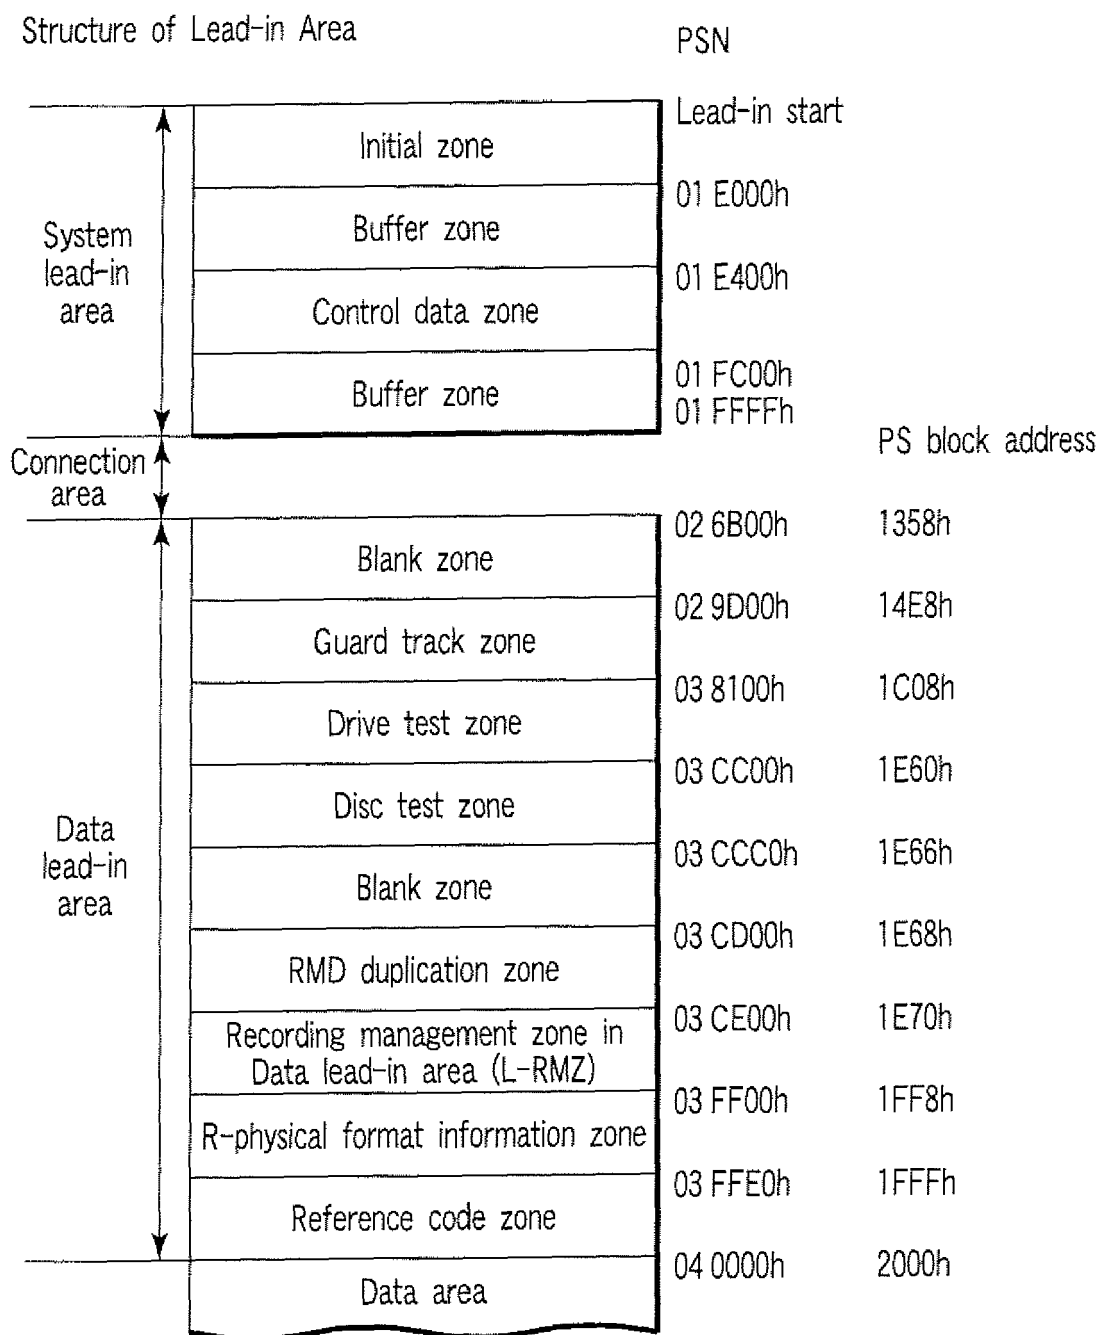 Structure of Lead-in Area
PSN
Lead-in start
Initial zone
01 E000h
Buffer zone
System
lead-in
area
01 E400h
Control data zone
01 FC00h
Buffer zone
01 FFFFh
PS block address
Connection
area
02 6B00h 1358h
Blank zone
02 9D00h 14E8h
Guard track zone
03 8100h 1C08h
Drive test zone
03 CC00h 1E60h
Disc test zone
Data
lead-in
area
03 CCC0h 1E66h
Blank zone
03 CD00h 1E68h
RMD duplication zone
03 CE00h 1E70h
Recording management zone in
Data lead-in area (L-RMZ)
03 FF00h 1FF8h
R-physical format information zone
03 FFE0h 1FFFh
Reference code zone
04 0000h 2000h
Data area